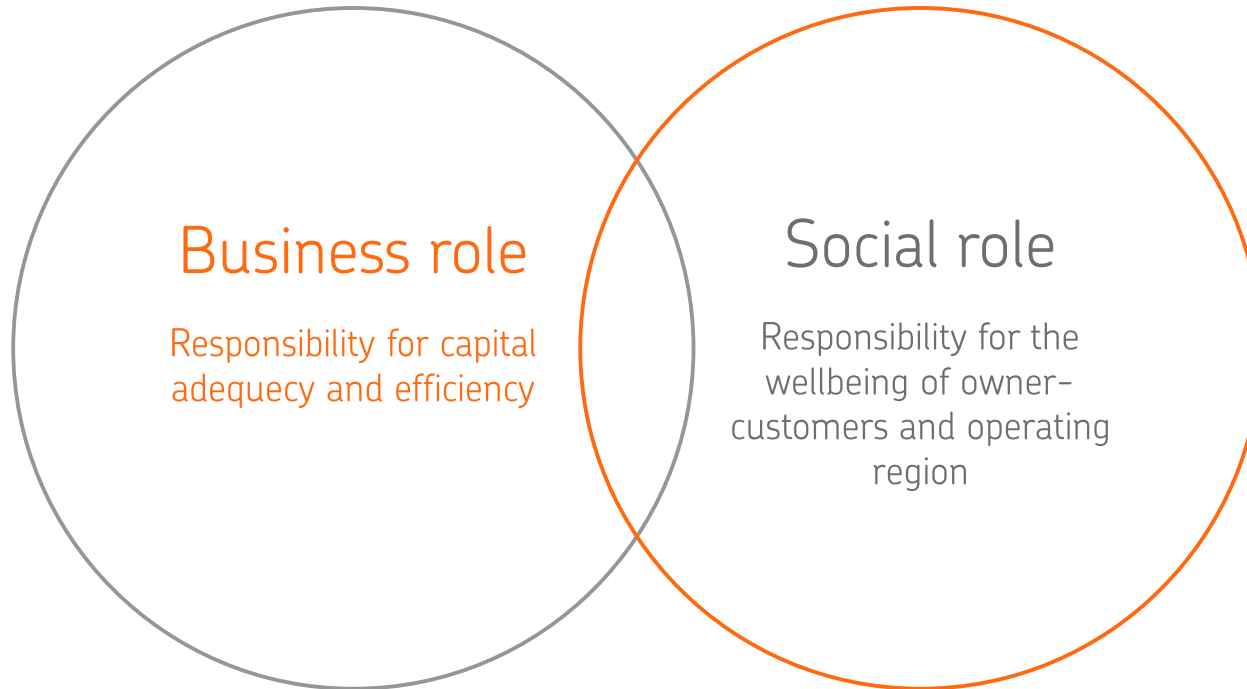 Business role
Responsibility for capital
adequecy and efficiency
Social role
Responsibility for the
wellbeing of owner-
customers and operating
region